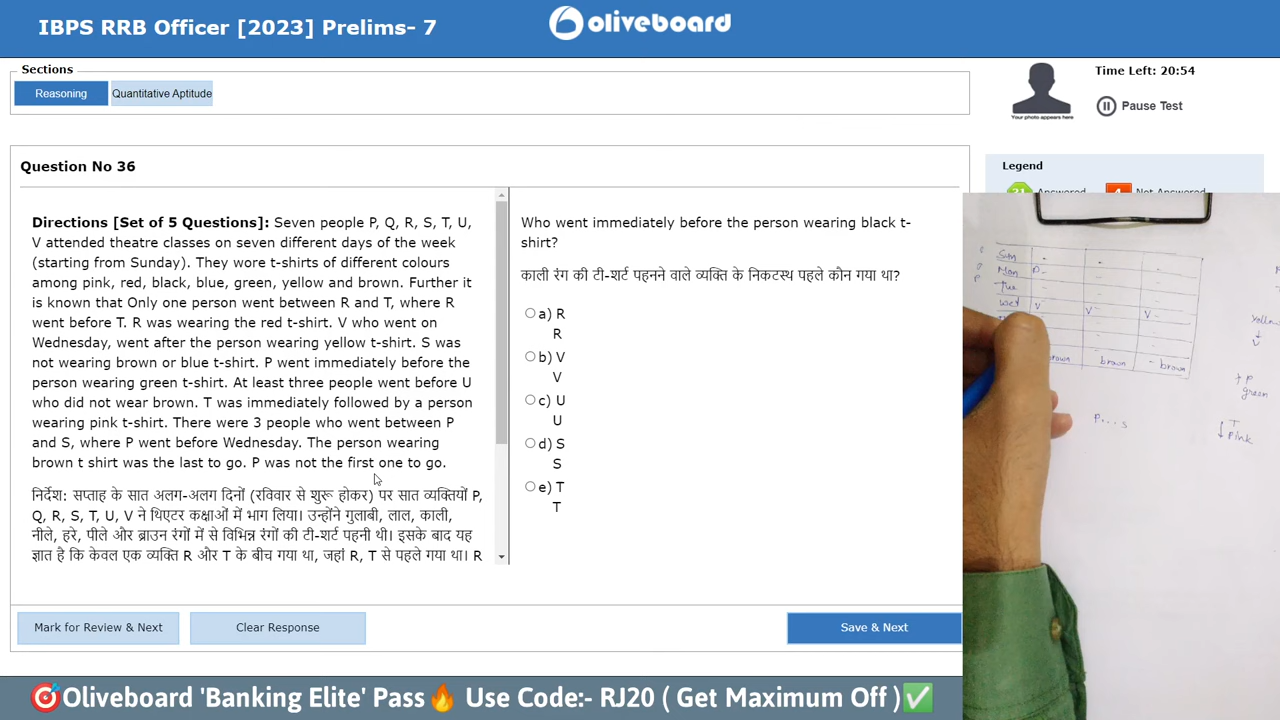 IBPS RRB Officer [2023] Prelims- 7
oliveboard
Sections
Reasoning
Quantitative Aptitude
Your photo appears here
Time Left: 20:54
Pause Test
Question No 36
Legend
Answered
Not Answered
Directions [Set of 5 Questions]: Seven people P, Q, R, S, T, U,
V attended theatre classes on seven different days of the week
(starting from Sunday). They wore t-shirts of different colours
among pink, red, black, blue, green, yellow and brown. Further it
is known that Only one person went between R and T, where R
went before T. R was wearing the red t-shirt. V who went on
Wednesday, went after the person wearing yellow t-shirt. S was
not wearing brown or blue t-shirt. P went immediately before the
person wearing green t-shirt. At least three people went before U
who did not wear brown. T was immediately followed by a person
wearing pink t-shirt. There were 3 people who went between P
and S, where P went before Wednesday. The person wearing
brown t shirt was the last to go. P was not the first one to go.
निर्देश: सप्ताह के सात अलग-अलग दिनों (रविवार से शुरू होकर) पर सात व्यक्तियों P,
Q, R, S, T, U, V ने थिएटर कक्षाओं में भाग लिया। उन्होंने गुलाबी, लाल, काली,
नीले, हरे, पीले और ब्राउन रंगों में से विभिन्न रंगों की टी-शर्ट पहनी थी। इसके बाद यह
ज्ञात है कि केवल एक व्यक्ति R और T के बीच गया था, जहां R, T से पहले गया था। R
Who went immediately before the person wearing black t-
shirt?
काली रंग की टी-शर्ट पहनने वाले व्यक्ति के निकटस्थ पहले कौन गया था?
a) R
R
b) V
V
c) U
U
d) S
S
e) T
T
Sun
Mon P-
Tue
Wed V V- V-
brown - brown
P...S
Yellow
V
P
green
T
Pink
Mark for Review & Next
Clear Response
Save & Next
🎯Oliveboard 'Banking Elite' Pass🔥 Use Code:- RJ20 ( Get Maximum Off )✅